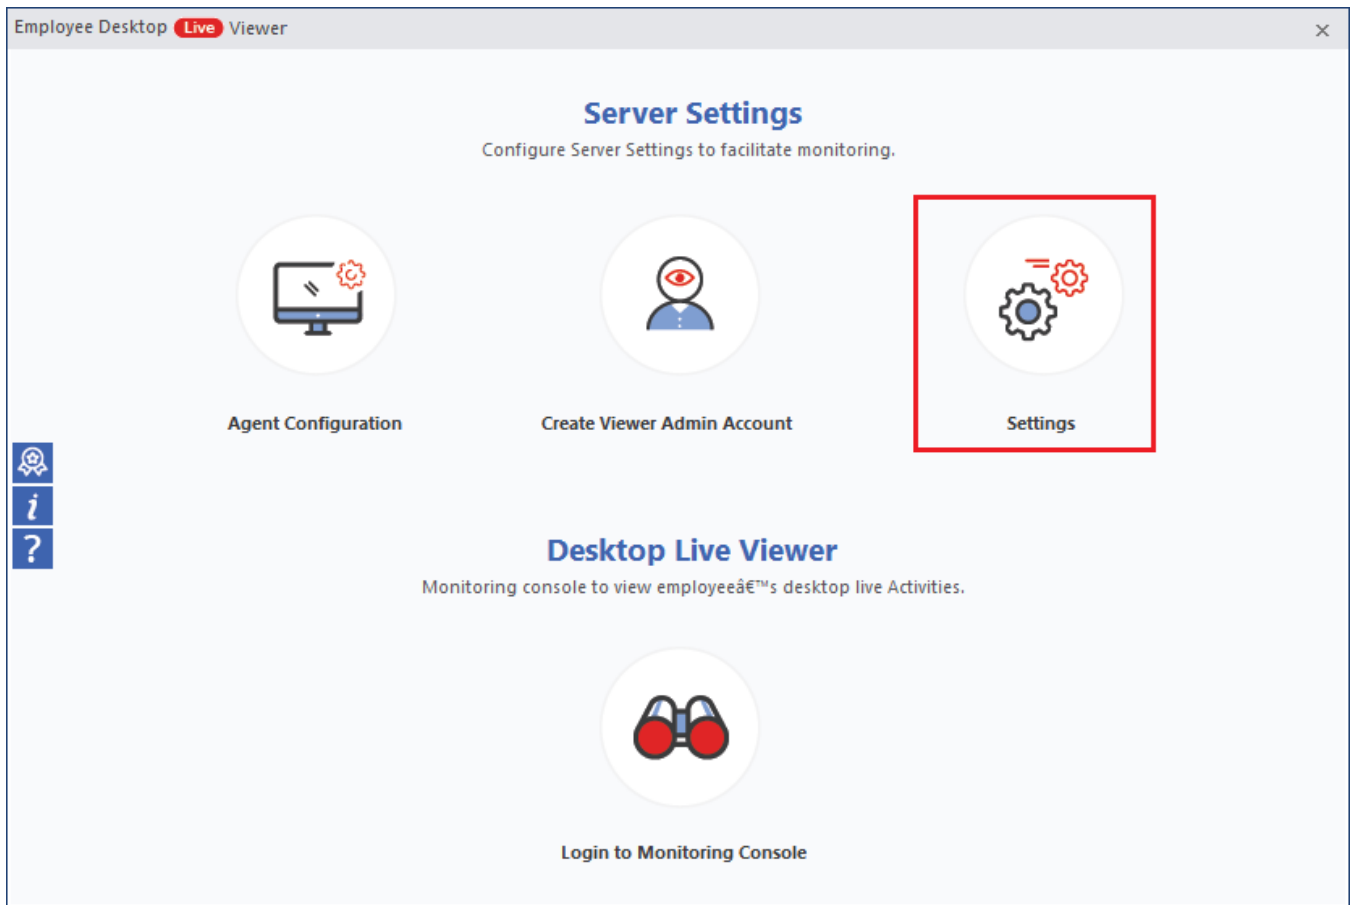 Employee Desktop Live Viewer
Server Settings
Configure Server Settings to facilitate monitoring.
Agent Configuration
Create Viewer Admin Account
Settings
i
?
Desktop Live Viewer
Monitoring console to view employeeâ€™s desktop live Activities.
Login to Monitoring Console